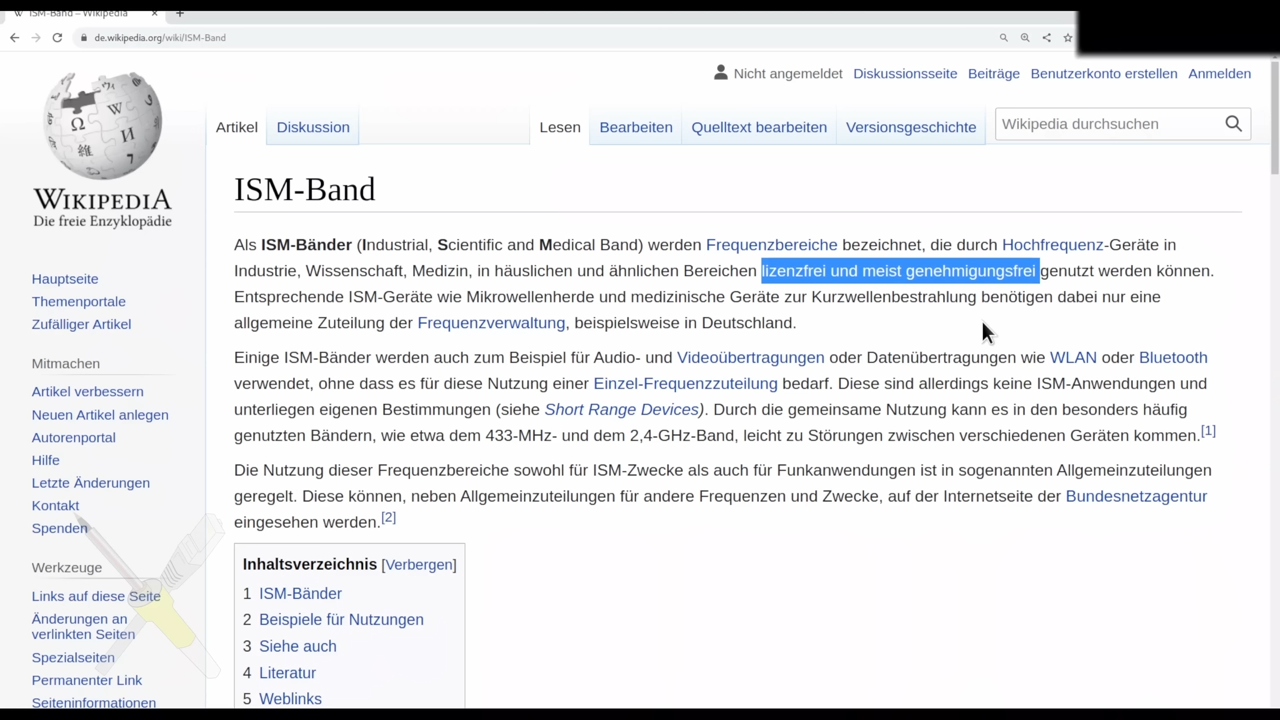 ISM-Band – Wikipedia
de.wikipedia.org/wiki/ISM-Band
Nicht angemeldet Diskussionsseite Beiträge Benutzerkonto erstellen Anmelden
Artikel Diskussion Lesen Bearbeiten Quelltext bearbeiten Versionsgeschichte Wikipedia durchsuchen
WIKIPEDIA
Die freie Enzyklopädie
Hauptseite
Themenportale
Zufälliger Artikel
Mitmachen
Artikel verbessern
Neuen Artikel anlegen
Autorenportal
Hilfe
Letzte Änderungen
Kontakt
Spenden
Werkzeuge
Links auf diese Seite
Änderungen an
verlinkten Seiten
Spezialseiten
Permanenter Link
Seiteninformationen
ISM-Band
Als ISM-Bänder (Industrial, Scientific and Medical Band) werden Frequenzbereiche bezeichnet, die durch Hochfrequenz-Geräte in
Industrie, Wissenschaft, Medizin, in häuslichen und ähnlichen Bereichen lizenzfrei und meist genehmigungsfrei genutzt werden können.
Entsprechende ISM-Geräte wie Mikrowellenherde und medizinische Geräte zur Kurzwellenbestrahlung benötigen dabei nur eine
allgemeine Zuteilung der Frequenzverwaltung, beispielsweise in Deutschland.
Einige ISM-Bänder werden auch zum Beispiel für Audio- und Videoübertragungen oder Datenübertragungen wie WLAN oder Bluetooth
verwendet, ohne dass es für diese Nutzung einer Einzel-Frequenzzuteilung bedarf. Diese sind allerdings keine ISM-Anwendungen und
unterliegen eigenen Bestimmungen (siehe Short Range Devices). Durch die gemeinsame Nutzung kann es in den besonders häufig
genutzten Bändern, wie etwa dem 433-MHz- und dem 2,4-GHz-Band, leicht zu Störungen zwischen verschiedenen Geräten kommen.[1]
Die Nutzung dieser Frequenzbereiche sowohl für ISM-Zwecke als auch für Funkanwendungen ist in sogenannten Allgemeinzuteilungen
geregelt. Diese können, neben Allgemeinzuteilungen für andere Frequenzen und Zwecke, auf der Internetseite der Bundesnetzagentur
eingesehen werden.[2]
Inhaltsverzeichnis [Verbergen]
1 ISM-Bänder
2 Beispiele für Nutzungen
3 Siehe auch
4 Literatur
5 Weblinks